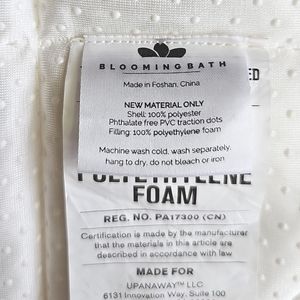 BLOOMINGBATH
Made in Foshan, China
NEW MATERIAL ONLY
Shell: 100% polyester
Phthalate free PVC traction dots
Filling: 100% polyethylene foam
Machine wash cold, wash separately.
hang to dry, do not bleach or iron
ED
POLYETHYLENE
FOAM
REG. NO. PA17300 (CN)
Certification is made by the manufacturer
that the materials in this article are
described in accordance with law
MADE FOR
UPANAWAY™ LLC
6131 Innovation Way, Suite 100